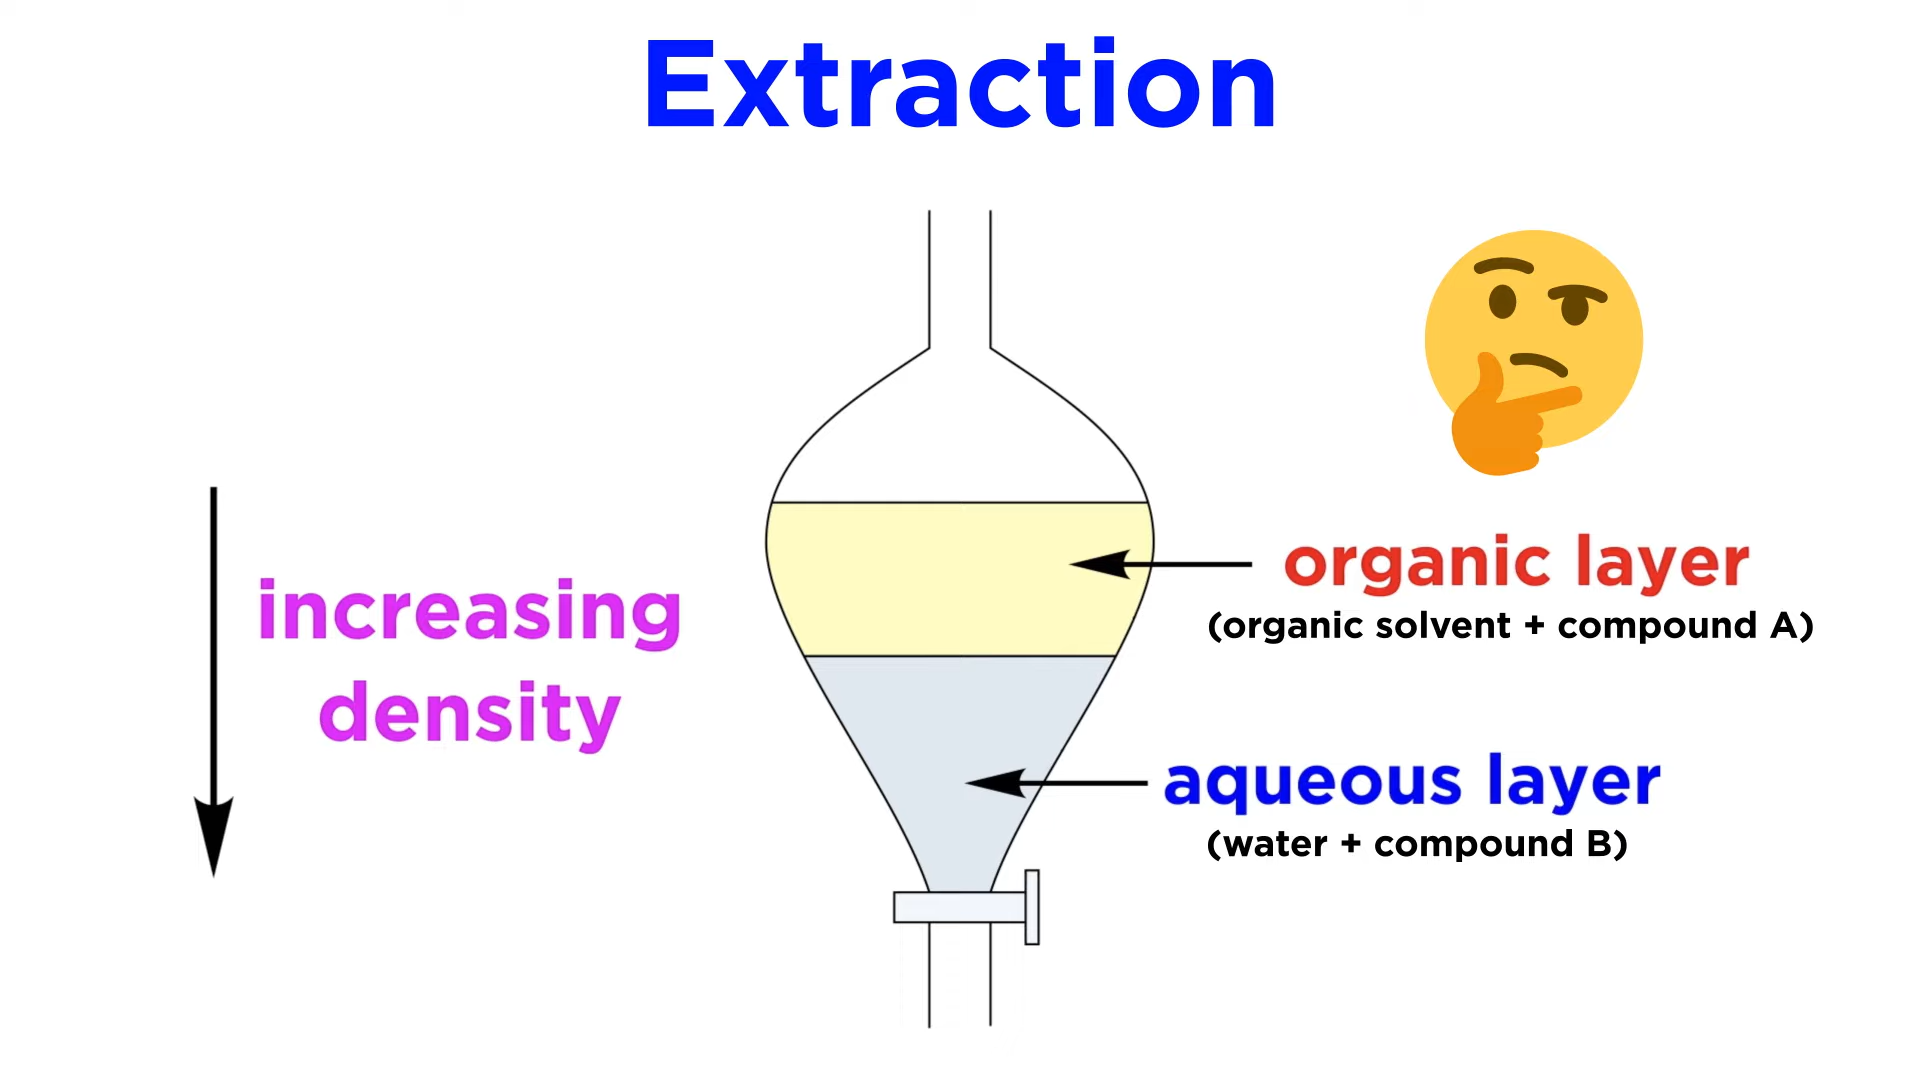 Extraction
increasing
density
organic layer
(organic solvent + compound A)
aqueous layer
(water + compound B)